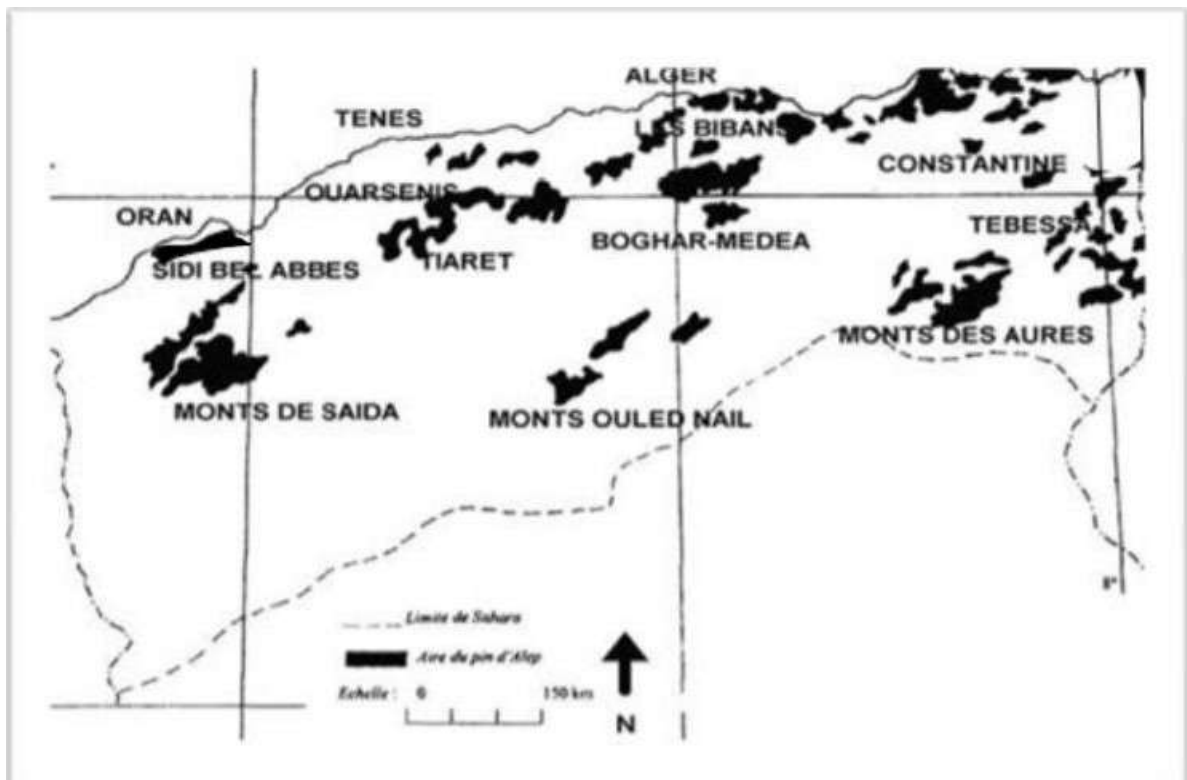 ALGER
TENES
LES BIBANS
CONSTANTINE
OUARSENIS
ORAN
TEBESSA
BOGHAR-MEDEA
TIARET
SIDI BEL ABBES
MONTS DES AURES
MONTS DE SAIDA
MONTS OULED NAIL
Limite de Sahara
Aire du pin d'Alep
Echelle : 0 150 km
N